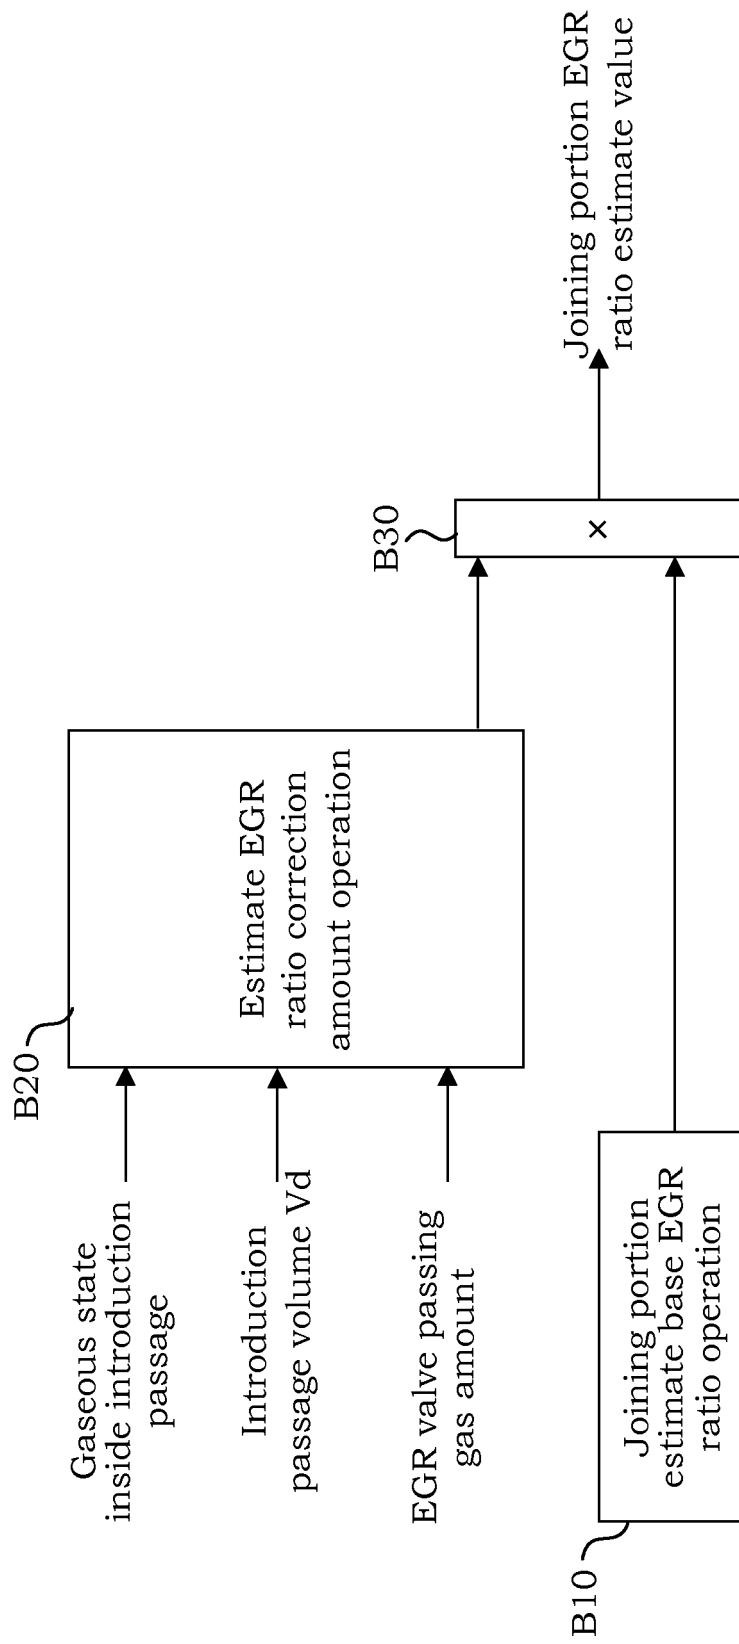 B20
Gaseous state
inside introduction
passage
Introduction
passage volume Vd
EGR valve passing
gas amount
Estimate EGR
ratio correction
amount operation
B30
×
Joining portion EGR
ratio estimate value
B10
Joining portion
estimate base EGR
ratio operation